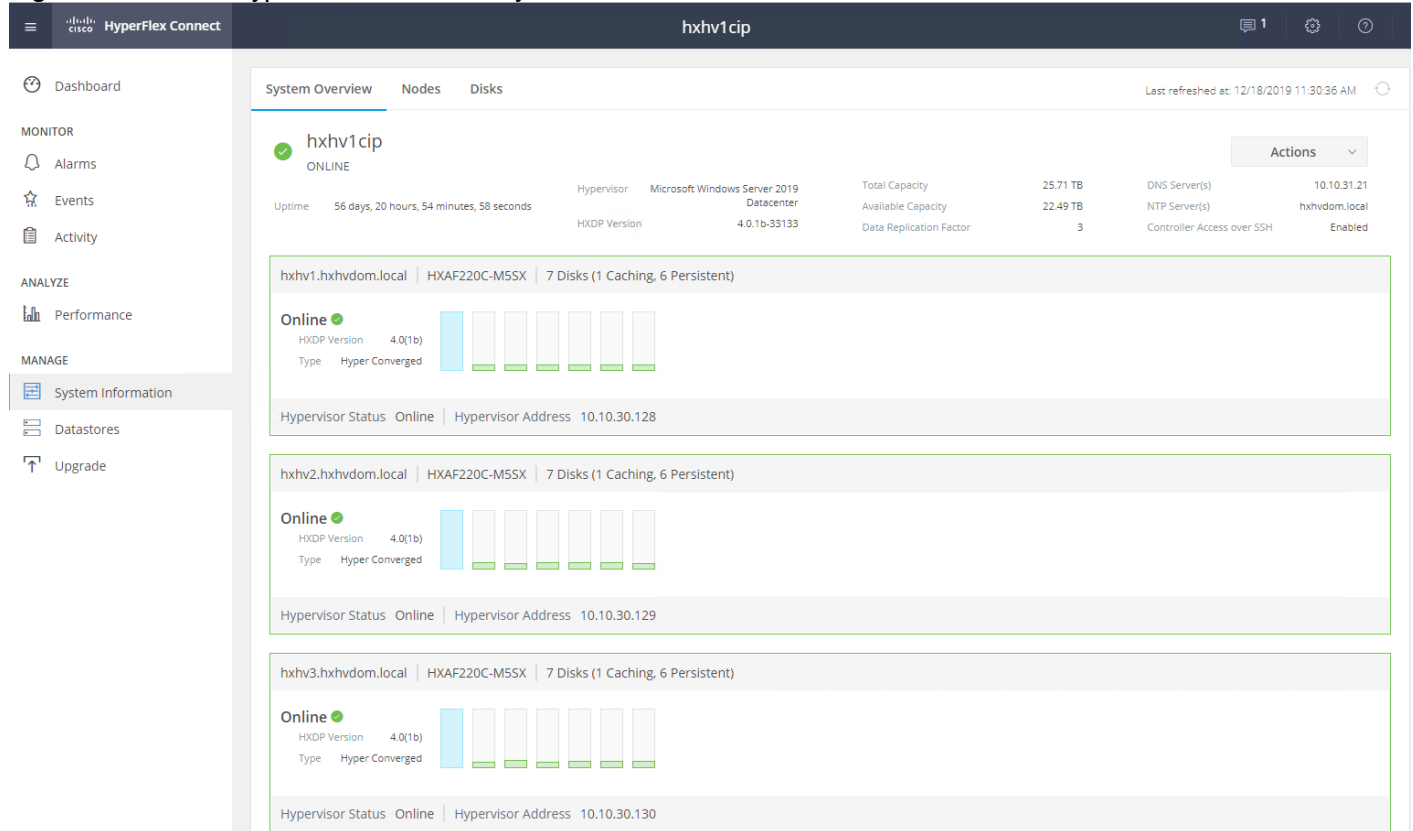 cisco HyperFlex Connect
hxhv1cip
1
Dashboard
MONITOR
Alarms
Events
Activity
ANALYZE
Performance
MANAGE
System Information
Datastores
Upgrade
System Overview Nodes Disks
Last refreshed at: 12/18/2019 11:30:36 AM
hxhv1cip
ONLINE
Actions
Uptime 56 days, 20 hours, 54 minutes, 58 seconds
Hypervisor Microsoft Windows Server 2019
Datacenter
HXDP Version 4.0.1b-33133
Total Capacity 25.71 TB
Available Capacity 22.49 TB
Data Replication Factor 3
DNS Server(s) 10.10.31.21
NTP Server(s) hxhvdom.local
Controller Access over SSH Enabled
hxhv1.hxhvdom.local HXAF220C-M5SX 7 Disks (1 Caching, 6 Persistent)
Online
HXDP Version 4.0(1b)
Type Hyper Converged
Hypervisor Status Online Hypervisor Address 10.10.30.128
hxhv2.hxhvdom.local HXAF220C-M5SX 7 Disks (1 Caching, 6 Persistent)
Online
HXDP Version 4.0(1b)
Type Hyper Converged
Hypervisor Status Online Hypervisor Address 10.10.30.129
hxhv3.hxhvdom.local HXAF220C-M5SX 7 Disks (1 Caching, 6 Persistent)
Online
HXDP Version 4.0(1b)
Type Hyper Converged
Hypervisor Status Online Hypervisor Address 10.10.30.130